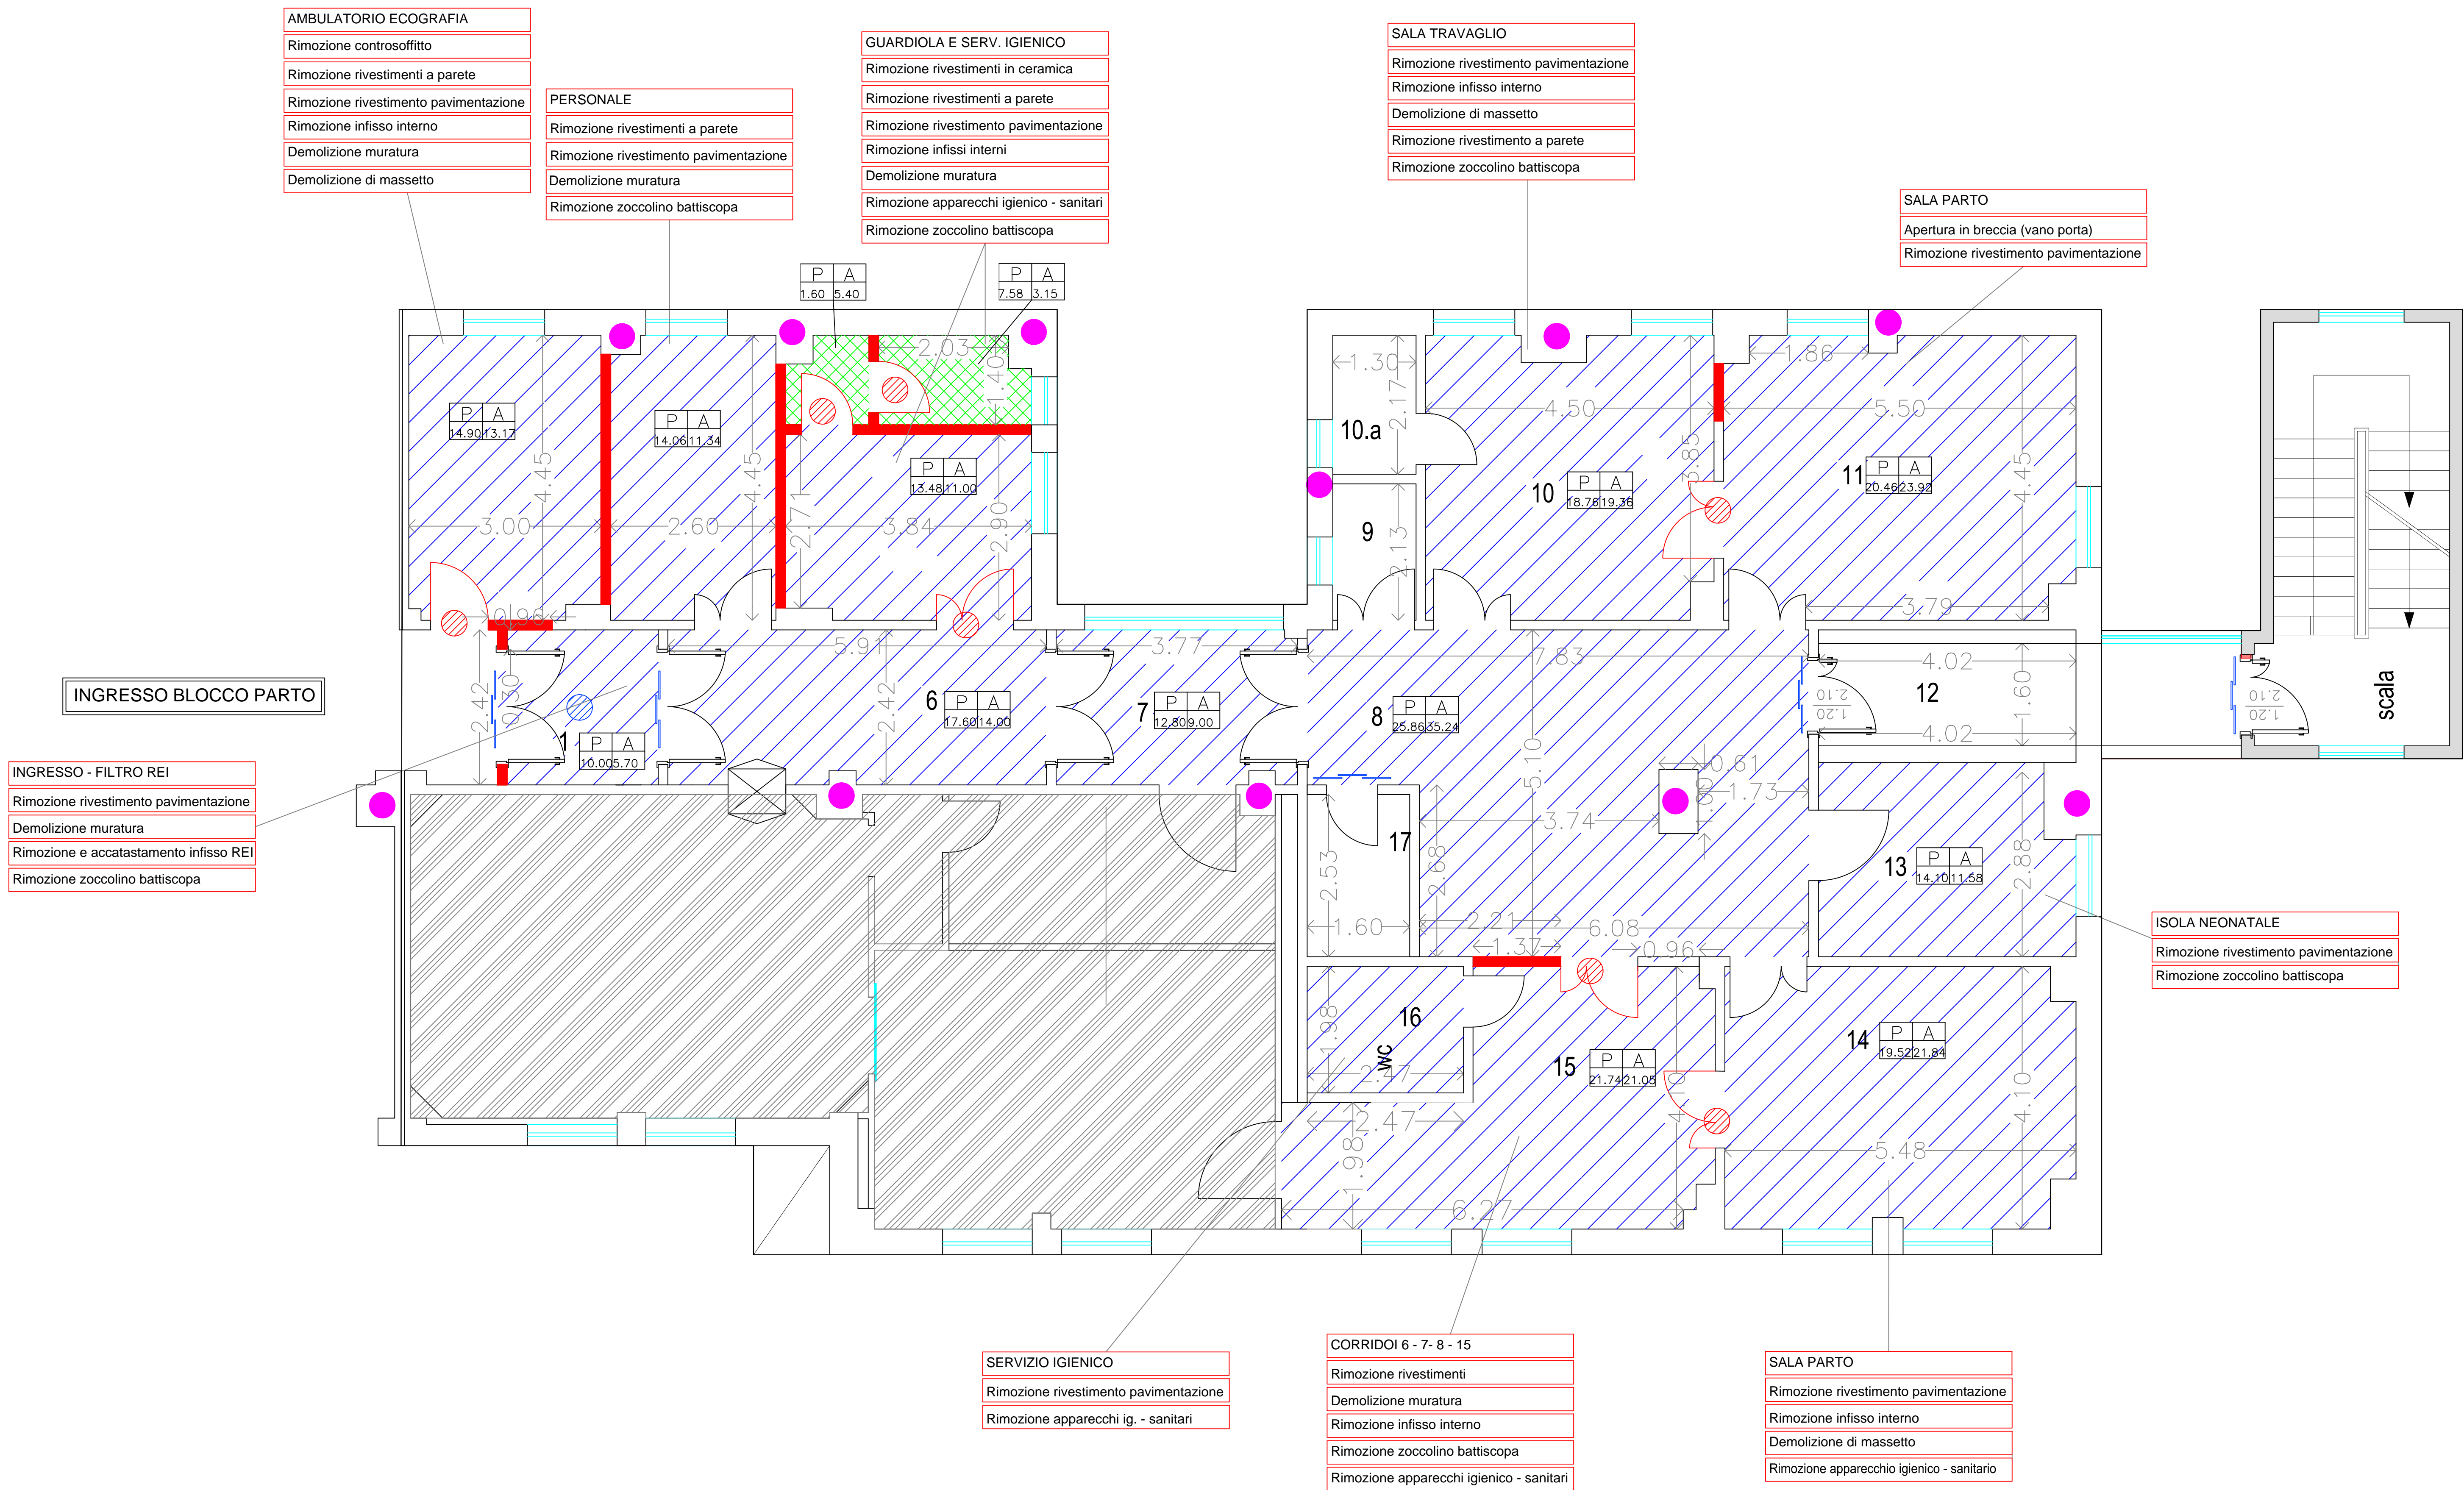 AMBULATORIO ECOGRAFIA
Rimozione controsoffitto
Rimozione rivestimenti a parete
Rimozione rivestimento pavimentazione
Rimozione infisso interno
Demolizione muratura
Demolizione di massetto
PERSONALE
Rimozione rivestimenti a parete
Rimozione rivestimento pavimentazione
Demolizione muratura
Rimozione zoccolino battiscopa
GUARDIOLA E SERV. IGIENICO
Rimozione rivestimenti in ceramica
Rimozione rivestimenti a parete
Rimozione rivestimento pavimentazione
Rimozione infissi interni
Demolizione muratura
Rimozione apparecchi igienico - sanitari
Rimozione zoccolino battiscopa
SALA TRAVAGLIO
Rimozione rivestimento pavimentazione
Rimozione infisso interno
Demolizione di massetto
Rimozione rivestimento a parete
Rimozione zoccolino battiscopa
SALA PARTO
Apertura in breccia (vano porta)
Rimozione rivestimento pavimentazione
P A
1.60 5.40
P A
7.58 3.15
2.03
1.40
P A
14.90 13.17
4.45
3.00
P A
14.06 11.34
4.45
2.60
P A
13.48 11.00
2.71
3.84
2.90
1.30
2.17
10.a
9
2.13
4.50
3.85
10
P A
18.76 19.36
1.86
5.50
11
P A
20.46 23.92
4.45
3.79
0.96
2.42
0.30
INGRESSO BLOCCO PARTO
1
P A
10.00 5.70
5.91
2.42
6
P A
17.60 14.00
3.77
7
P A
12.80 9.00
7.83
8
P A
25.86 35.24
5.10
1.20
2.10
4.02
12
1.60
4.02
1.20
2.10
scala
INGRESSO - FILTRO REI
Rimozione rivestimento pavimentazione
Demolizione muratura
Rimozione e accatastamento infisso REI
Rimozione zoccolino battiscopa
0.61
1.73
3.74
17
2.53
2.68
1.60
2.21
6.08
1.37
0.96
13
P A
14.10 11.58
2.88
ISOLA NEONATALE
Rimozione rivestimento pavimentazione
Rimozione zoccolino battiscopa
16
wc
1.98
2.47
2.47
1.98
15
P A
21.74 21.05
4.10
6.27
14
P A
19.52 21.84
4.10
5.48
SERVIZIO IGIENICO
Rimozione rivestimento pavimentazione
Rimozione apparecchi ig. - sanitari
CORRIDOI 6 - 7- 8 - 15
Rimozione rivestimenti
Demolizione muratura
Rimozione infisso interno
Rimozione zoccolino battiscopa
Rimozione apparecchi igienico - sanitari
SALA PARTO
Rimozione rivestimento pavimentazione
Rimozione infisso interno
Demolizione di massetto
Rimozione apparecchio igienico - sanitario